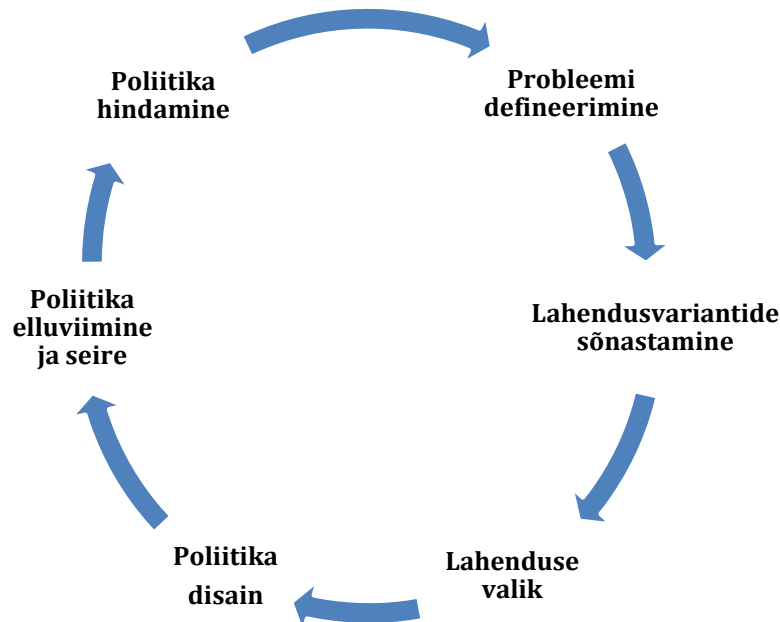 Poliitika
hindamine
Probleemi
defineerimine
Lahendusvariantide
sõnastamine
Lahenduse
valik
Poliitika
disain
Poliitika
elluviimine
ja seire